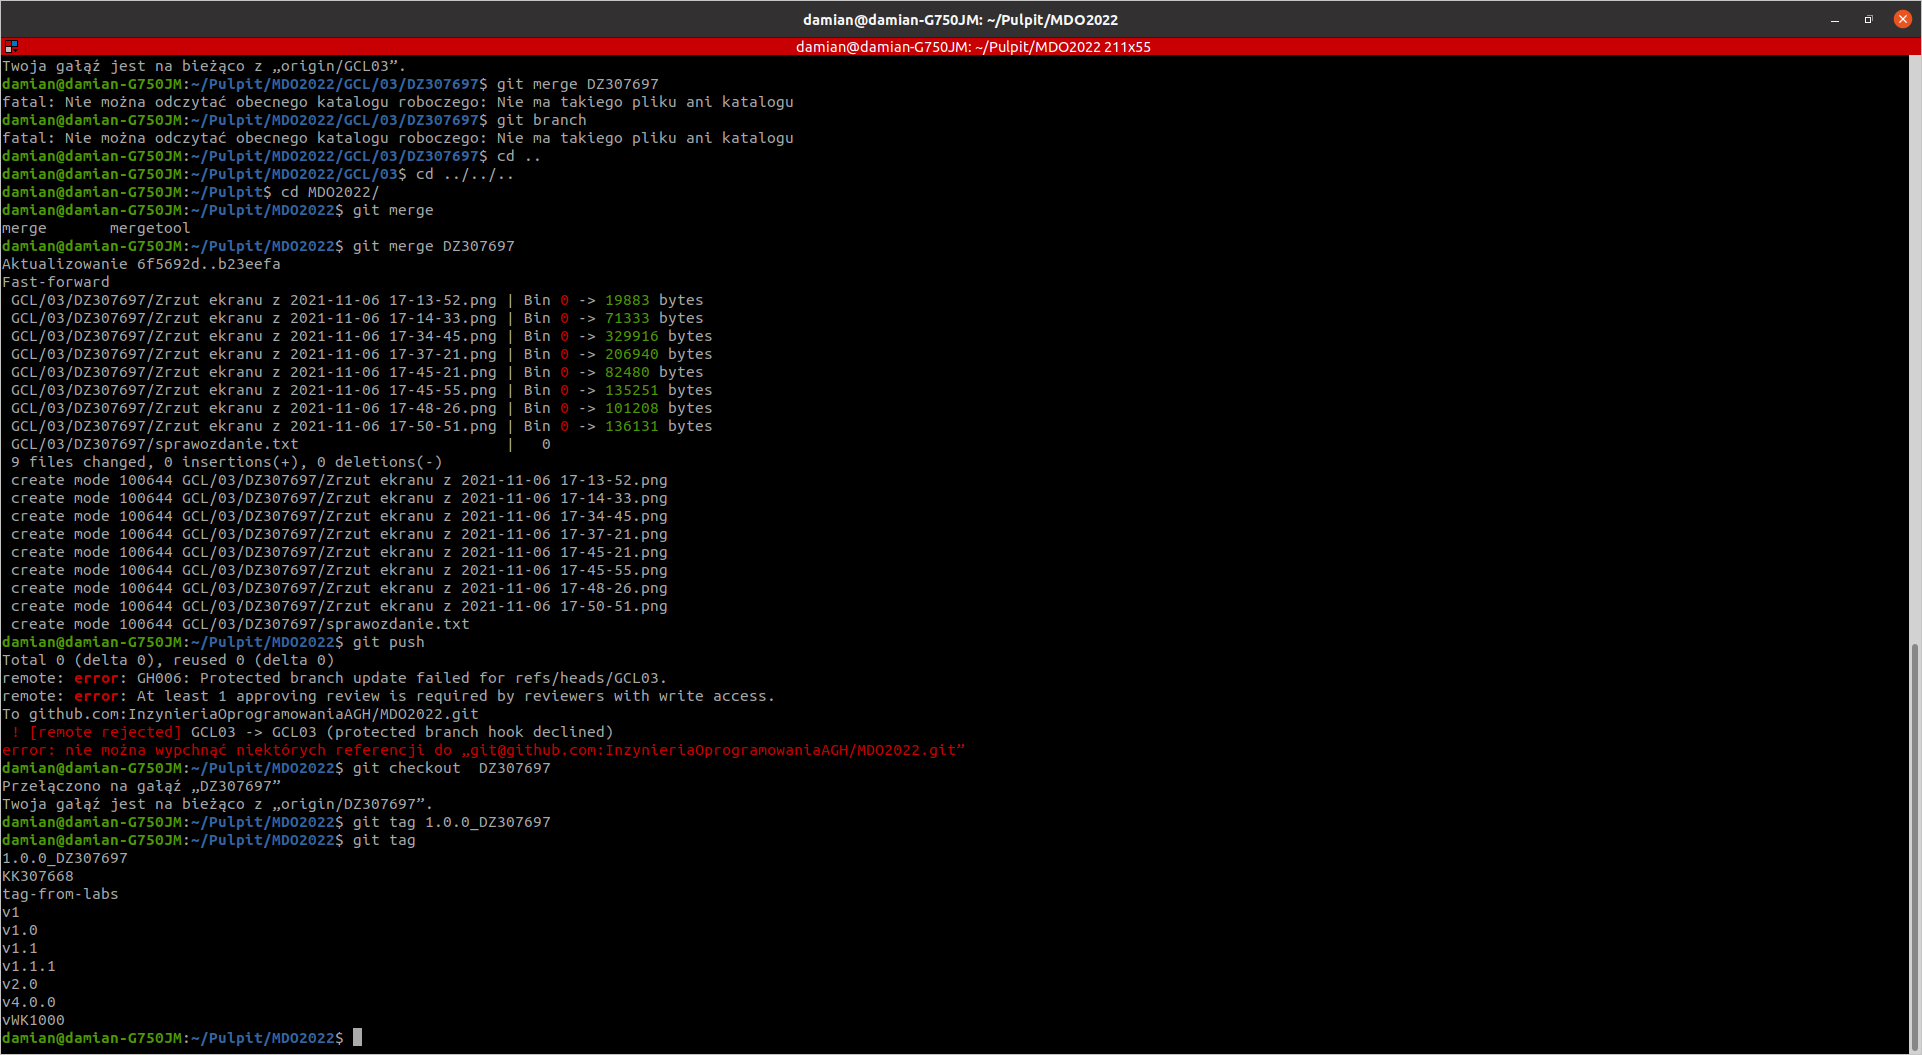 damian@damian-G750JM: ~/Pulpit/MDO2022
damian@damian-G750JM: ~/Pulpit/MDO2022 211x55
Twoja gałąź jest na bieżąco z „origin/GCL03”.
damian@damian-G750JM:~/Pulpit/MDO2022/GCL/03/DZ307697$ git merge DZ307697
fatal: Nie można odczytać obecnego katalogu roboczego: Nie ma takiego pliku ani katalogu
damian@damian-G750JM:~/Pulpit/MDO2022/GCL/03/DZ307697$ git branch
fatal: Nie można odczytać obecnego katalogu roboczego: Nie ma takiego pliku ani katalogu
damian@damian-G750JM:~/Pulpit/MDO2022/GCL/03/DZ307697$ cd ..
damian@damian-G750JM:~/Pulpit/MDO2022/GCL/03$ cd ../../..
damian@damian-G750JM:~/Pulpit$ cd MDO2022/
damian@damian-G750JM:~/Pulpit/MDO2022$ git merge
merge       mergetool
damian@damian-G750JM:~/Pulpit/MDO2022$ git merge DZ307697
Aktualizowanie 6f5692d..b23eefa
Fast-forward
 GCL/03/DZ307697/Zrzut ekranu z 2021-11-06 17-13-52.png | Bin 0 -> 19883 bytes
 GCL/03/DZ307697/Zrzut ekranu z 2021-11-06 17-14-33.png | Bin 0 -> 71333 bytes
 GCL/03/DZ307697/Zrzut ekranu z 2021-11-06 17-34-45.png | Bin 0 -> 329916 bytes
 GCL/03/DZ307697/Zrzut ekranu z 2021-11-06 17-37-21.png | Bin 0 -> 206940 bytes
 GCL/03/DZ307697/Zrzut ekranu z 2021-11-06 17-45-21.png | Bin 0 -> 82480 bytes
 GCL/03/DZ307697/Zrzut ekranu z 2021-11-06 17-45-55.png | Bin 0 -> 135251 bytes
 GCL/03/DZ307697/Zrzut ekranu z 2021-11-06 17-48-26.png | Bin 0 -> 101208 bytes
 GCL/03/DZ307697/Zrzut ekranu z 2021-11-06 17-50-51.png | Bin 0 -> 136131 bytes
 GCL/03/DZ307697/sprawozdanie.txt                       |   0
 9 files changed, 0 insertions(+), 0 deletions(-)
 create mode 100644 GCL/03/DZ307697/Zrzut ekranu z 2021-11-06 17-13-52.png
 create mode 100644 GCL/03/DZ307697/Zrzut ekranu z 2021-11-06 17-14-33.png
 create mode 100644 GCL/03/DZ307697/Zrzut ekranu z 2021-11-06 17-34-45.png
 create mode 100644 GCL/03/DZ307697/Zrzut ekranu z 2021-11-06 17-37-21.png
 create mode 100644 GCL/03/DZ307697/Zrzut ekranu z 2021-11-06 17-45-21.png
 create mode 100644 GCL/03/DZ307697/Zrzut ekranu z 2021-11-06 17-45-55.png
 create mode 100644 GCL/03/DZ307697/Zrzut ekranu z 2021-11-06 17-48-26.png
 create mode 100644 GCL/03/DZ307697/Zrzut ekranu z 2021-11-06 17-50-51.png
 create mode 100644 GCL/03/DZ307697/sprawozdanie.txt
damian@damian-G750JM:~/Pulpit/MDO2022$ git push
Total 0 (delta 0), reused 0 (delta 0)
remote: error: GH006: Protected branch update failed for refs/heads/GCL03.
remote: error: At least 1 approving review is required by reviewers with write access.
To github.com:InzynieriaOprogramowaniaAGH/MDO2022.git
 ! [remote rejected] GCL03 -> GCL03 (protected branch hook declined)
error: nie można wypchnąć niektórych referencji do „git@github.com:InzynieriaOprogramowaniaAGH/MDO2022.git”
damian@damian-G750JM:~/Pulpit/MDO2022$ git checkout  DZ307697
Przełączono na gałąź „DZ307697”
Twoja gałąź jest na bieżąco z „origin/DZ307697”.
damian@damian-G750JM:~/Pulpit/MDO2022$ git tag 1.0.0_DZ307697
damian@damian-G750JM:~/Pulpit/MDO2022$ git tag
1.0.0_DZ307697
KK307668
tag-from-labs
v1
v1.0
v1.1
v1.1.1
v2.0
v4.0.0
vWK1000
damian@damian-G750JM:~/Pulpit/MDO2022$